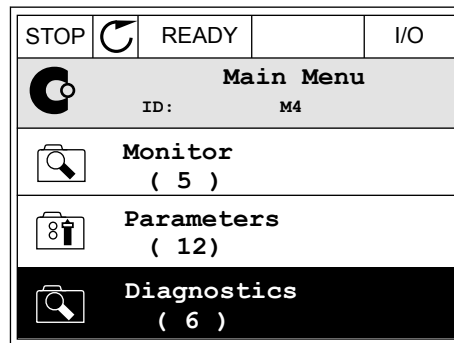 STOP READY I/O
Main Menu
ID: M4
Monitor
( 5 )
Parameters
( 12)
Diagnostics
( 6 )